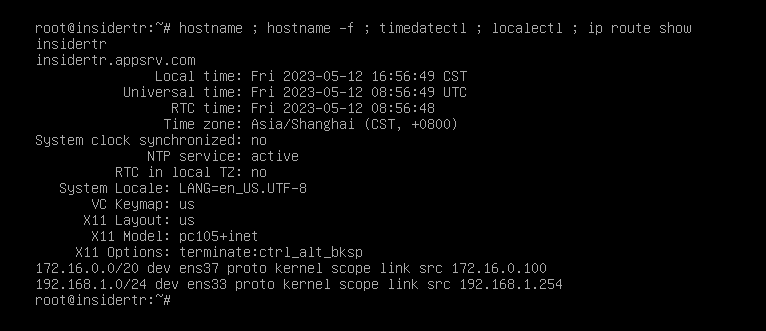 root@insidertr:~# hostname ; hostname -f ; timedatectl ; localectl ; ip route show
insidertr
insidertr.appsrv.com
Local time: Fri 2023-05-12 16:56:49 CST
Universal time: Fri 2023-05-12 08:56:49 UTC
RTC time: Fri 2023-05-12 08:56:48
Time zone: Asia/Shanghai (CST, +0800)
System clock synchronized: no
NTP service: active
RTC in local TZ: no
System Locale: LANG=en_US.UTF-8
VC Keymap: us
X11 Layout: us
X11 Model: pc105+inet
X11 Options: terminate:ctrl_alt_bksp
172.16.0.0/20 dev ens37 proto kernel scope link src 172.16.0.100
192.168.1.0/24 dev ens33 proto kernel scope link src 192.168.1.254
root@insidertr:~#